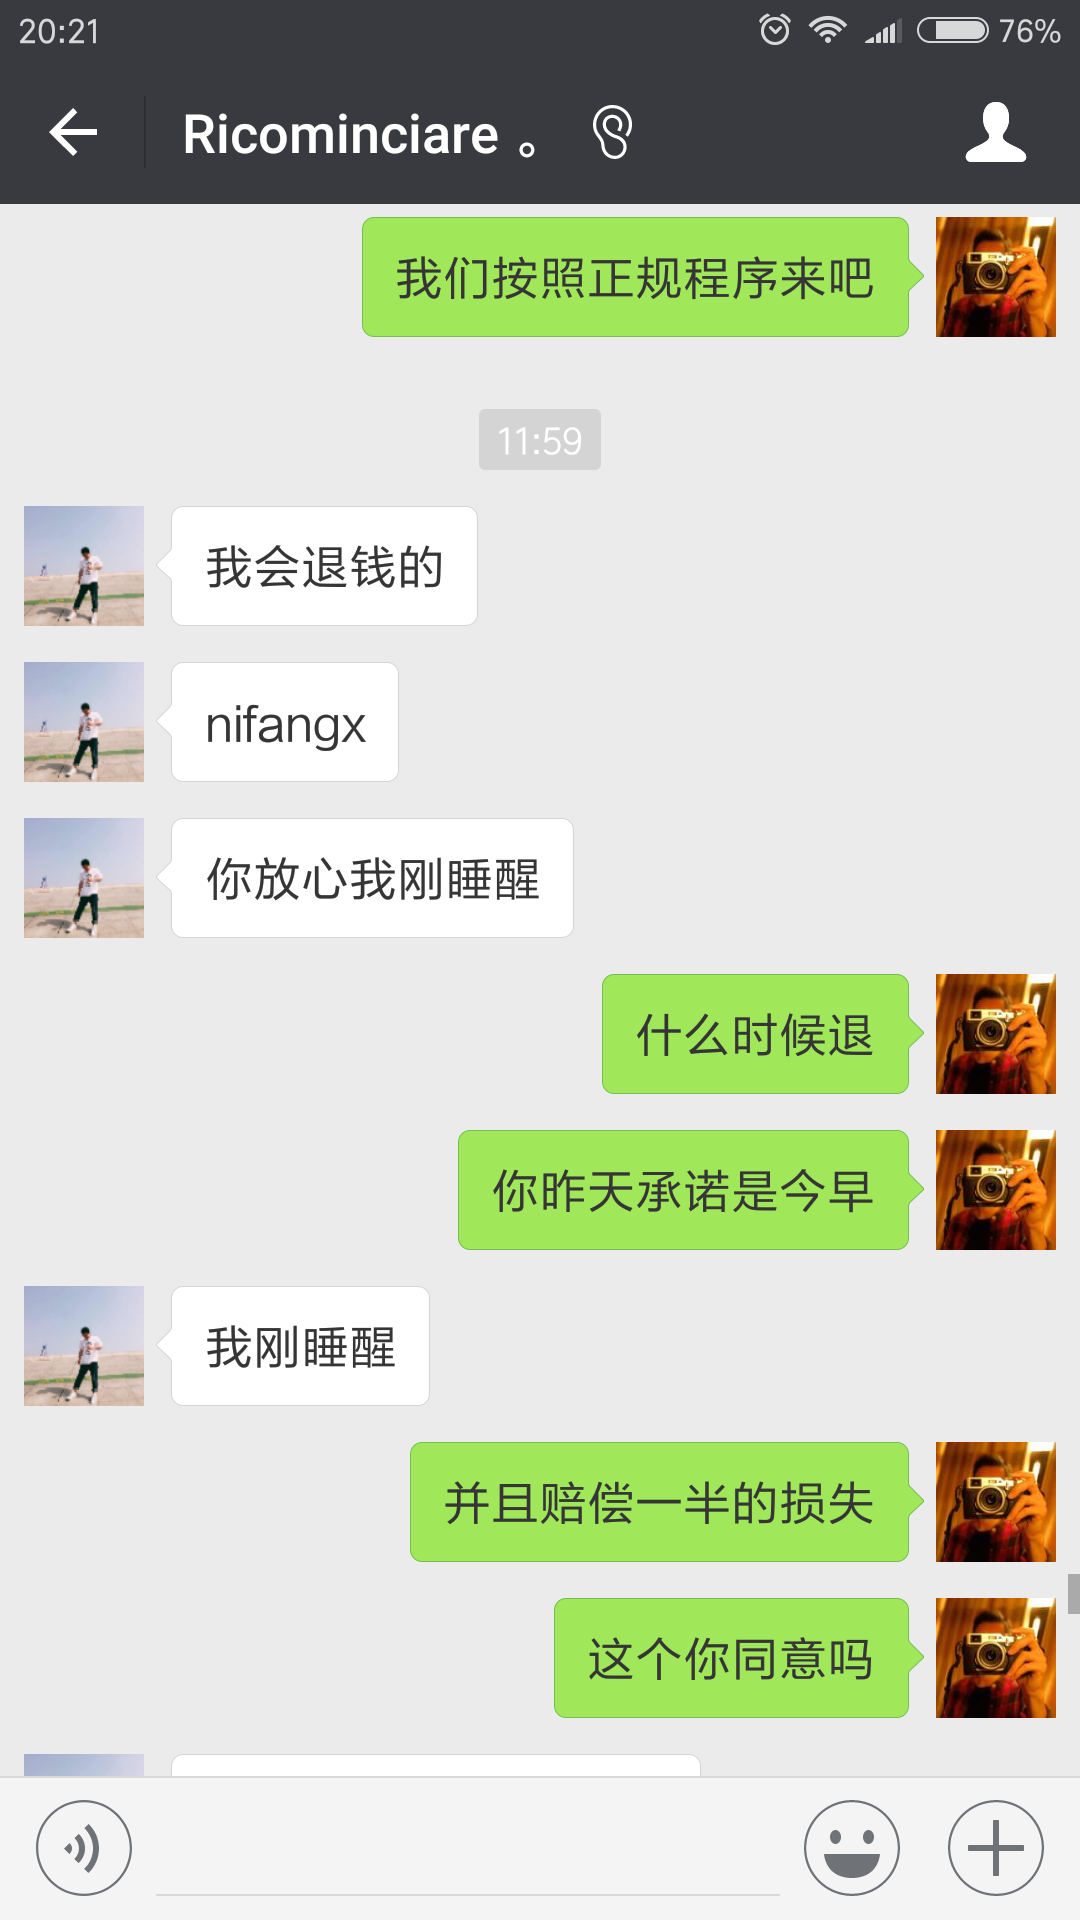 20:21
76%
Ricominciare 。
我们按照正规程序来吧
11:59
我会退钱的
nifangx
你放心我刚睡醒
什么时候退
你昨天承诺是今早
我刚睡醒
并且赔偿一半的损失
这个你同意吗